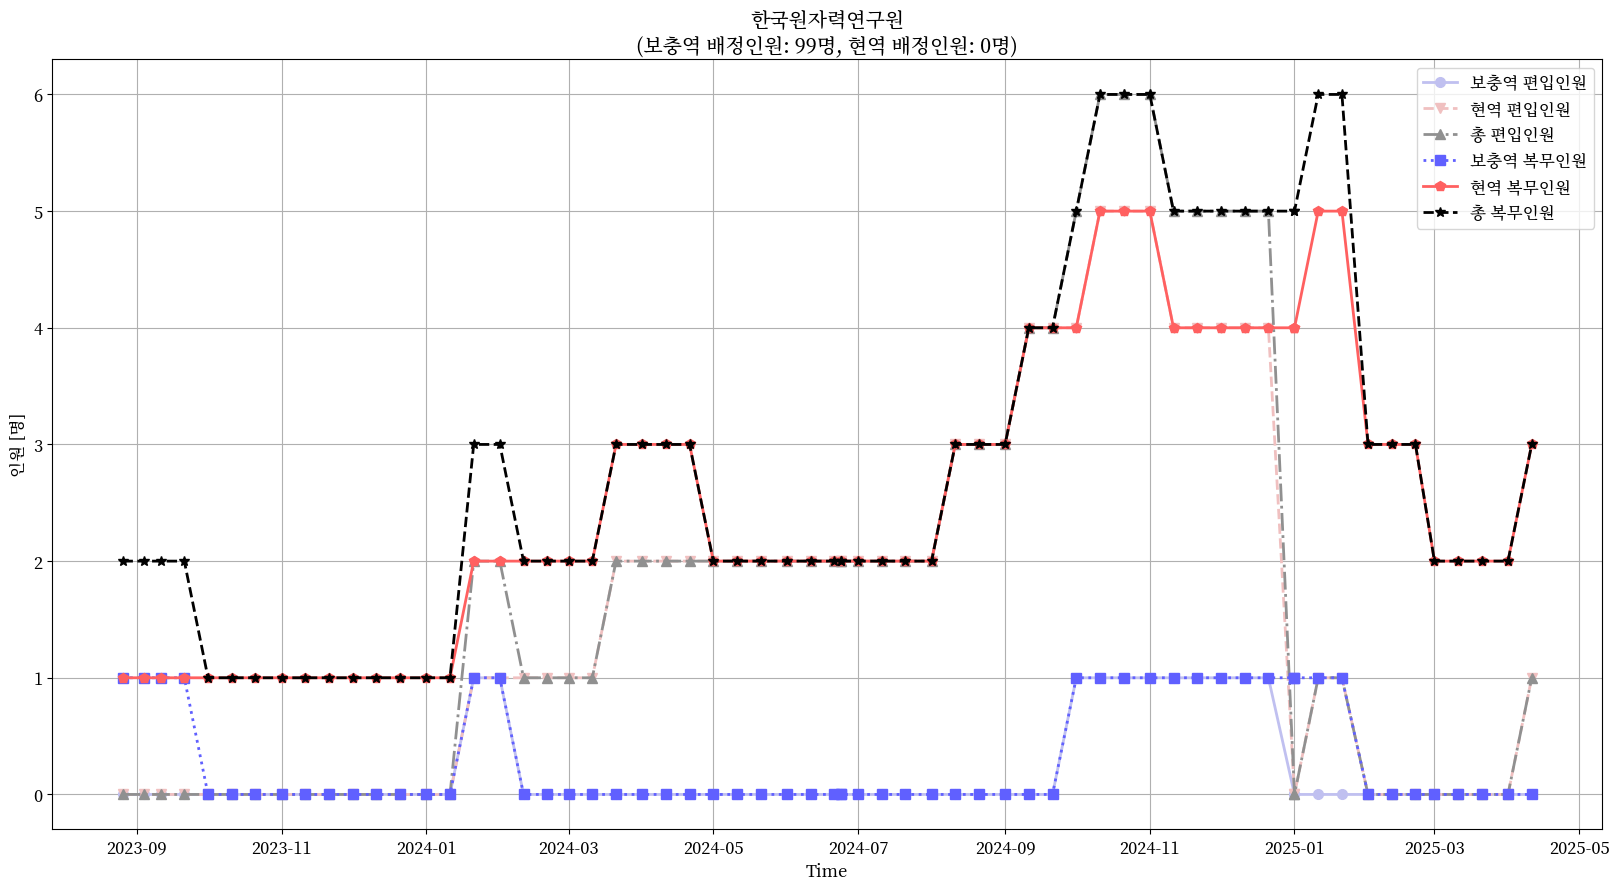 한국원자력연구원
(보충역 배정인원: 99명, 현역 배정인원: 0명)
보충역 편입인원
현역 편입인원
총 편입인원
보충역 복무인원
현역 복무인원
총 복무인원
인원 [명]
6
5
4
3
2
1
0
2023-09
2023-11
2024-01
2024-03
2024-05
2024-07
2024-09
2024-11
2025-01
2025-03
2025-05
Time